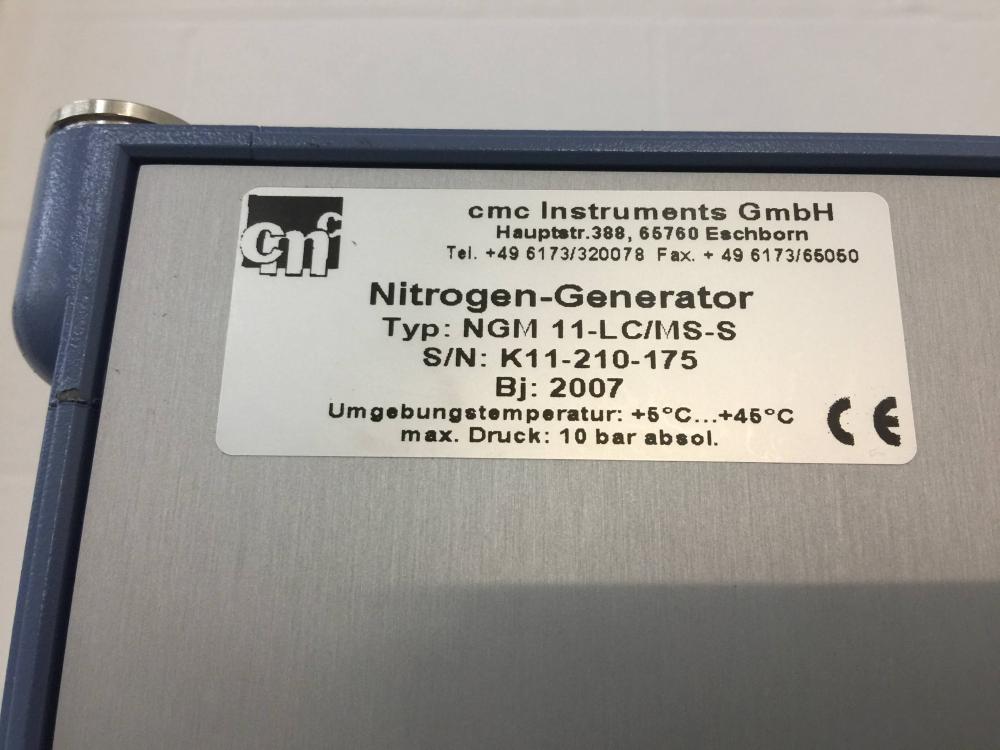 cmc
cmc Instruments GmbH
Hauptstr.388, 65760 Eschborn
Tel. +49 6173/320078 Fax. + 49 6173/65050
Nitrogen-Generator
Typ: NGM 11-LC/MS-S
S/N: K11-210-175
Bj: 2007
Umgebungstemperatur: +5°C...+45°C
max. Druck: 10 bar absol.
CE